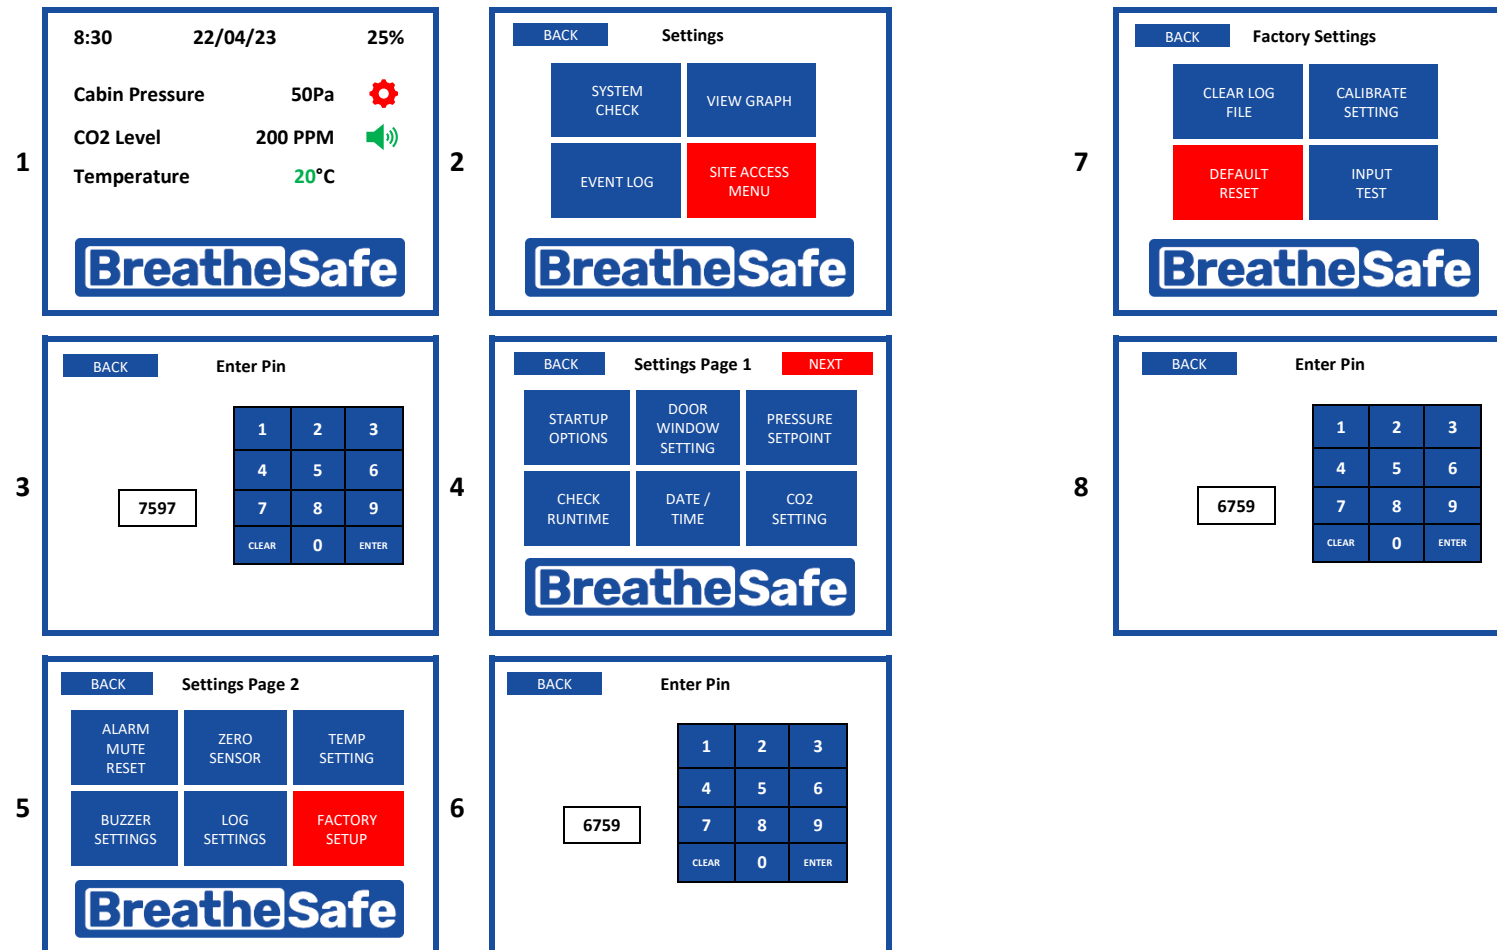 1
8:30 22/04/23 25%
Cabin Pressure 50Pa
CO2 Level 200 PPM
Temperature 20°C
BreatheSafe
2
BACK Settings
SYSTEM
CHECK
VIEW GRAPH
EVENT LOG
SITE ACCESS
MENU
BreatheSafe
3
BACK Enter Pin
7597
1 2 3
4 5 6
7 8 9
CLEAR 0 ENTER
4
BACK Settings Page 1 NEXT
STARTUP
OPTIONS
DOOR
WINDOW
SETTING
PRESSURE
SETPOINT
CHECK
RUNTIME
DATE /
TIME
CO2
SETTING
BreatheSafe
5
BACK Settings Page 2
ALARM
MUTE
RESET
ZERO
SENSOR
TEMP
SETTING
BUZZER
SETTINGS
LOG
SETTINGS
FACTORY
SETUP
BreatheSafe
6
BACK Enter Pin
6759
1 2 3
4 5 6
7 8 9
CLEAR 0 ENTER
7
BACK Factory Settings
CLEAR LOG
FILE
CALIBRATE
SETTING
DEFAULT
RESET
INPUT
TEST
BreatheSafe
8
BACK Enter Pin
6759
1 2 3
4 5 6
7 8 9
CLEAR 0 ENTER